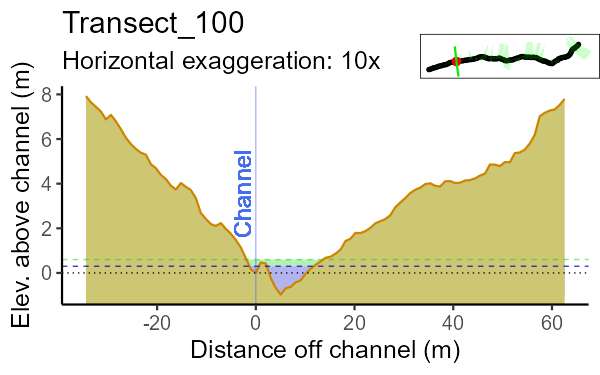 Transect_100
Horizontal exaggeration: 10x
Elev. above channel (m)
8
6
4
2
0
Channel
-20
0
20
40
60
Distance off channel (m)